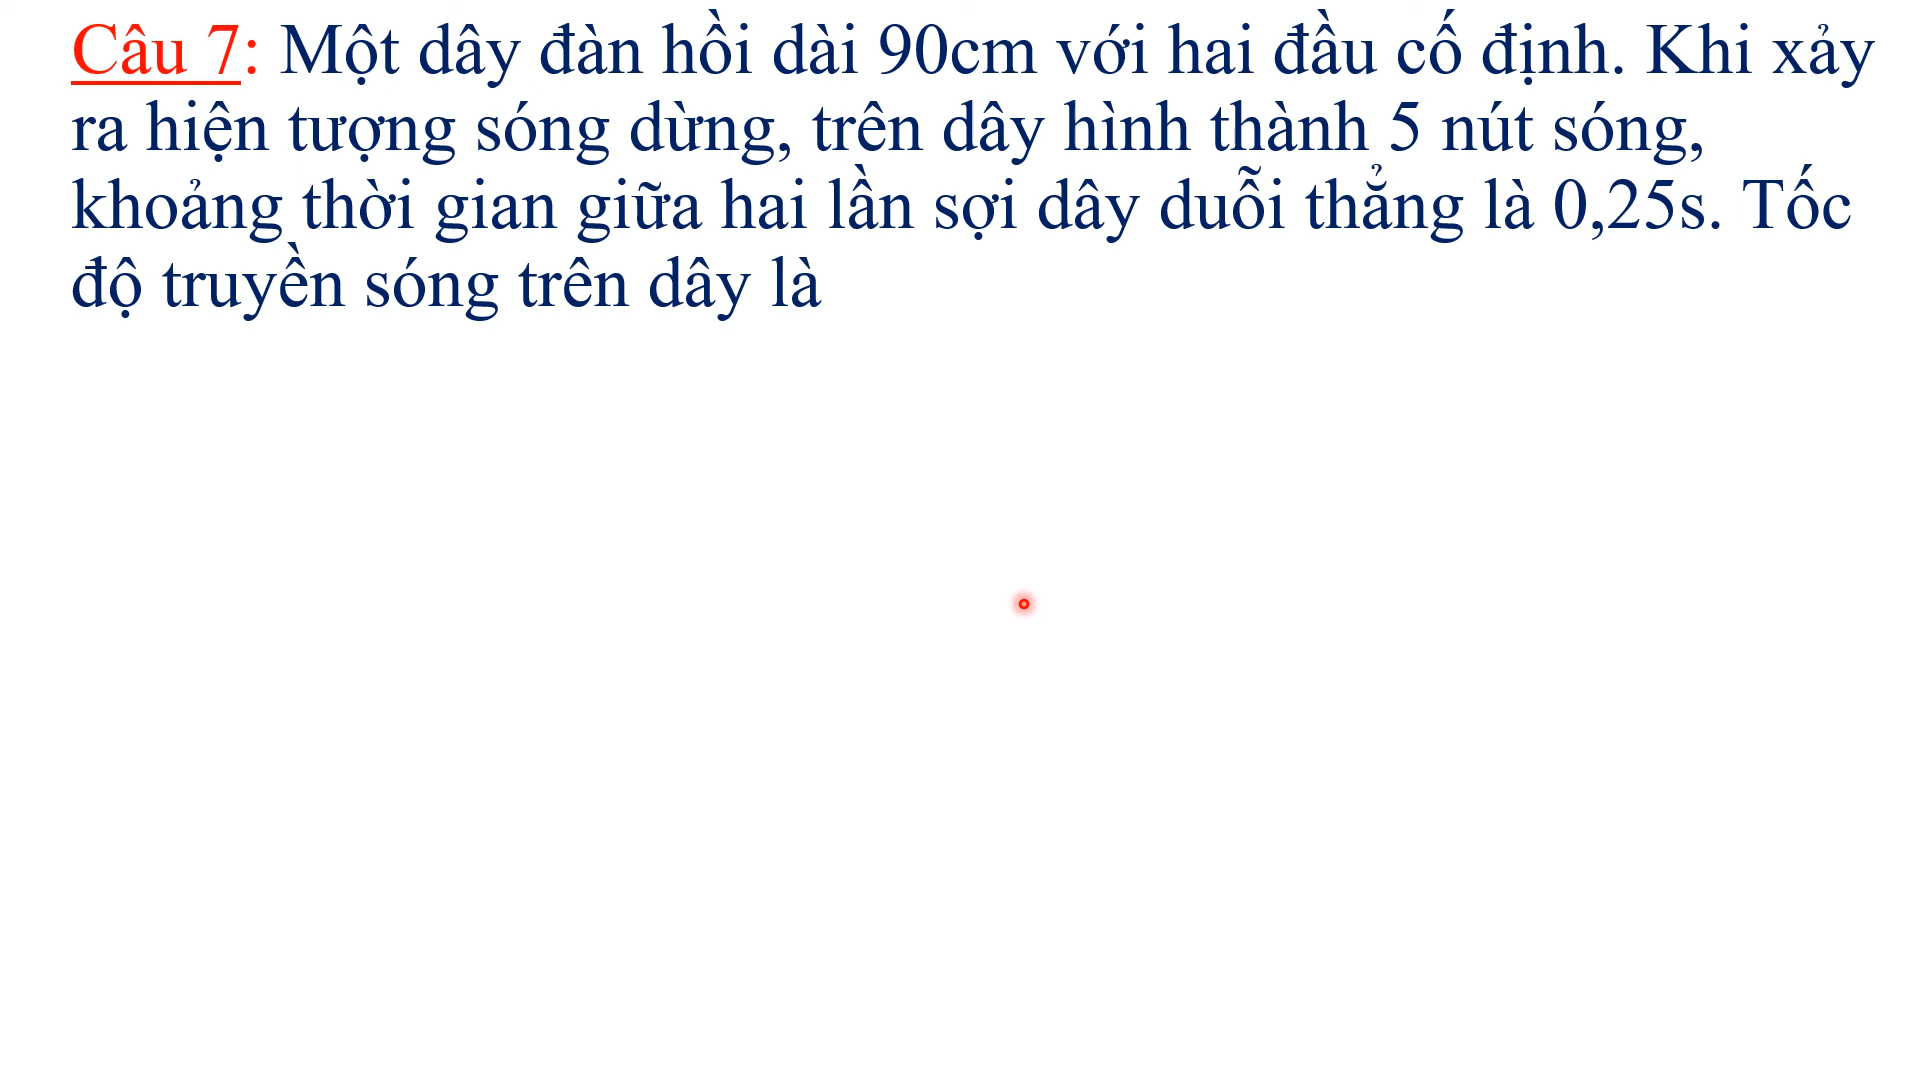 Câu 7: Một dây đàn hồi dài 90cm với hai đầu cố định. Khi xảy
ra hiện tượng sóng dừng, trên dây hình thành 5 nút sóng,
khoảng thời gian giữa hai lần sợi dây duỗi thẳng là 0,25s. Tốc
độ truyền sóng trên dây là